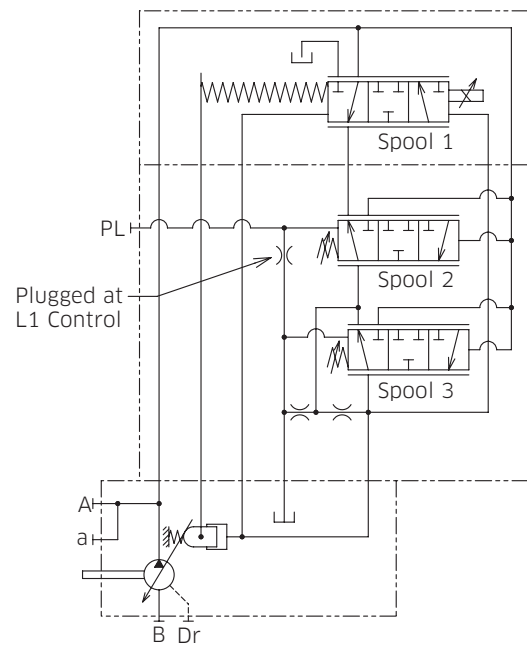 Spool 1
PL
Spool 2
Plugged at
L1 Control
Spool 3
A
a
B Dr